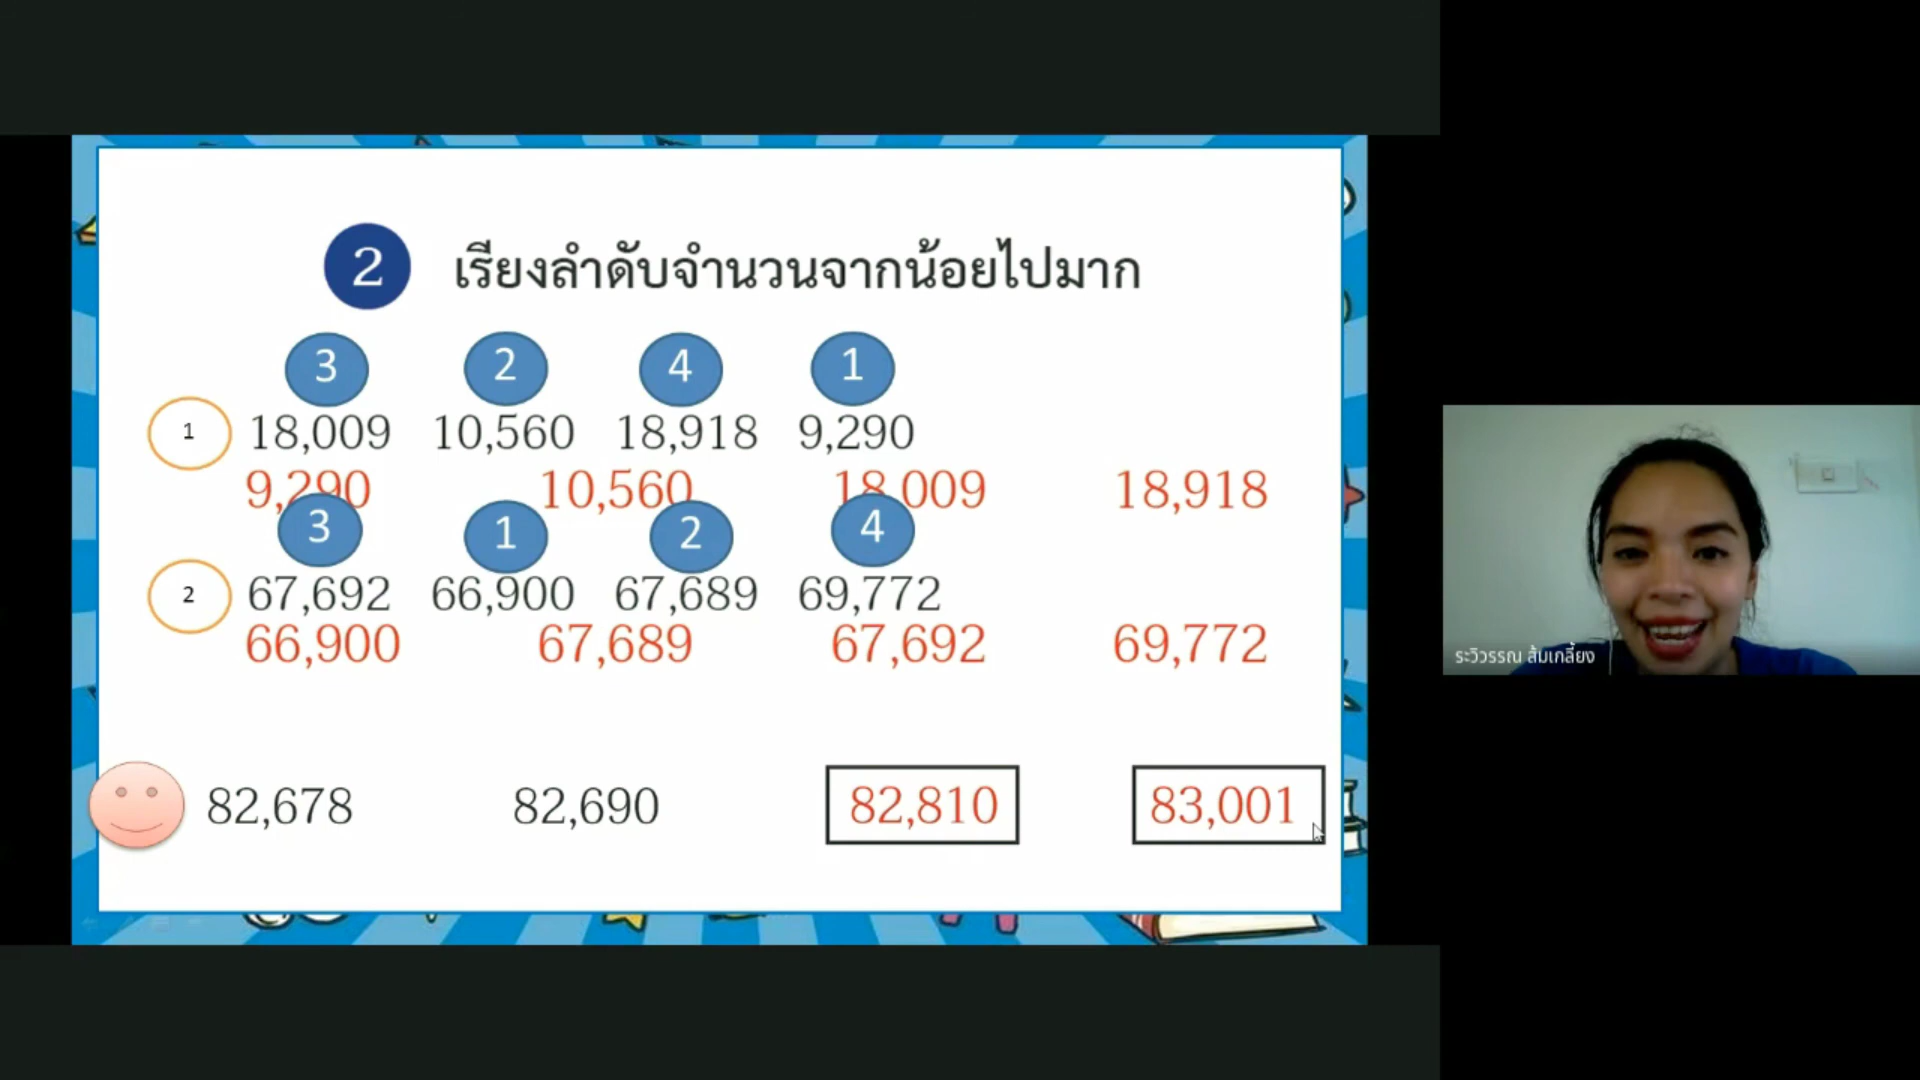 2 เรียงลำดับจำนวนจากน้อยไปมาก
3 2 4 1
1 18,009 10,560 18,918 9,290
9,290 10,560 18,009 18,918
3 1 2 4
2 67,692 66,900 67,689 69,772
66,900 67,689 67,692 69,772
82,678 82,690 82,810 83,001
ระวิวรรณ ส้มเกลี้ยง